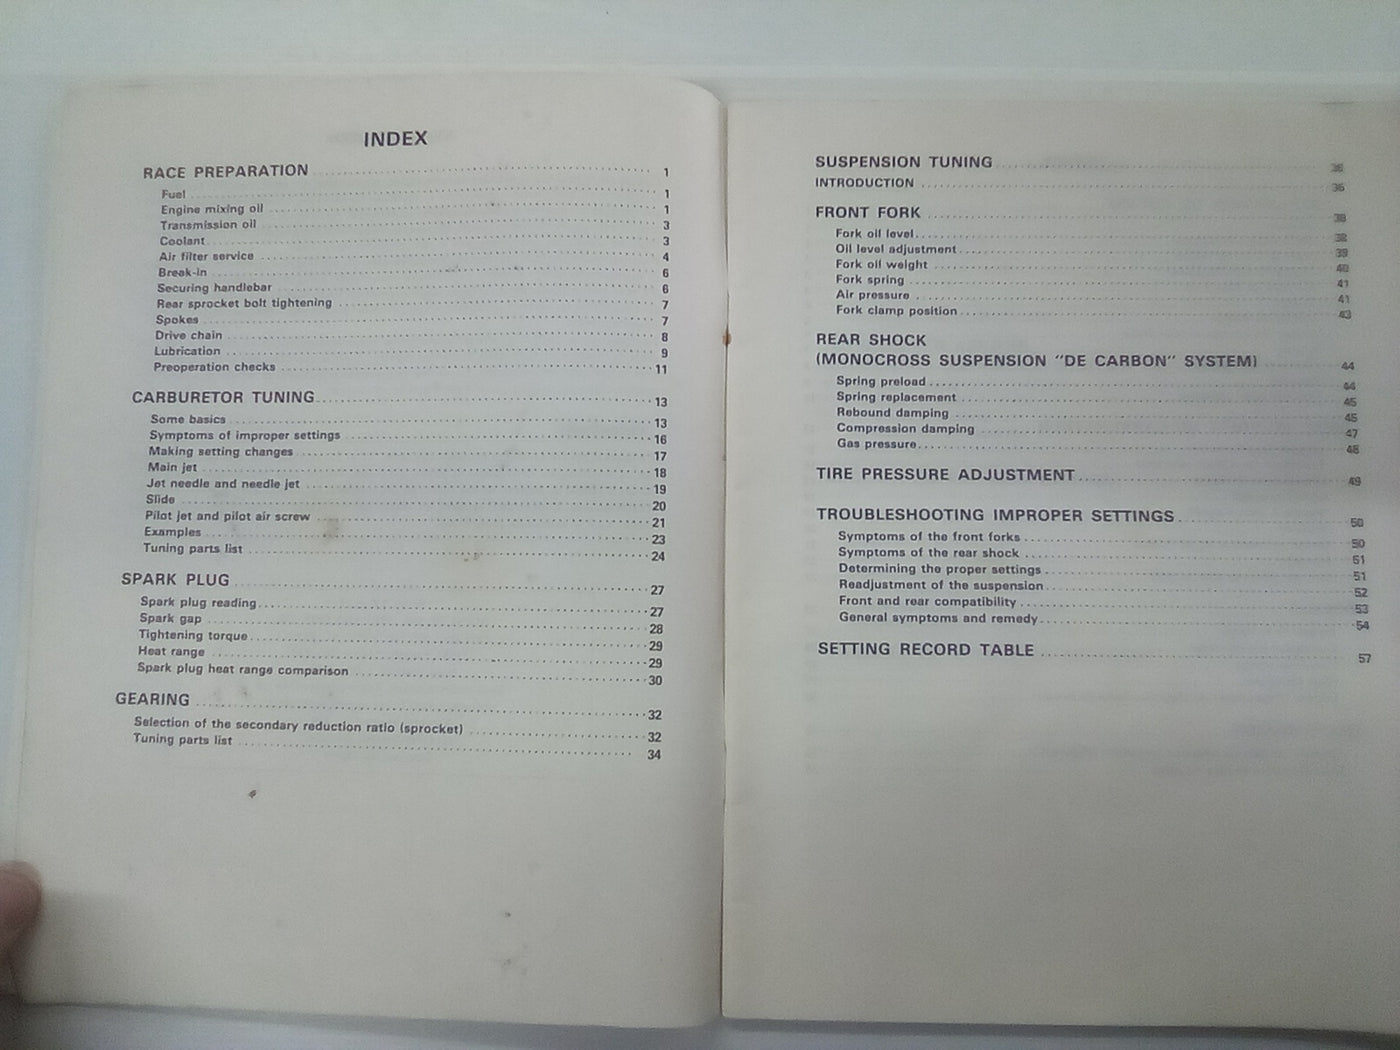 INDEX
RACE PREPARATION 1
Fuel 1
Engine mixing oil 1
Transmission oil 3
Coolant 3
Air filter service 4
Break-in 6
Securing handlebar 6
Rear sprocket bolt tightening 7
Spokes 7
Drive chain 8
Lubrication 9
Preoperation checks 11
CARBURETOR TUNING 13
Some basics 13
Symptoms of improper settings 16
Making setting changes 17
Main jet 18
Jet needle and needle jet 19
Slide 20
Pilot jet and pilot air screw 21
Examples 23
Tuning parts list 24
SPARK PLUG 27
Spark plug reading 27
Spark gap 28
Tightening torque 29
Heat range 29
Spark plug heat range comparison 30
GEARING 32
Selection of the secondary reduction ratio (sprocket) 32
Tuning parts list 34
SUSPENSION TUNING 36
INTRODUCTION 36
FRONT FORK 38
Fork oil level 38
Oil level adjustment 39
Fork oil weight 40
Fork spring 41
Air pressure 41
Fork clamp position 43
REAR SHOCK
(MONOCROSS SUSPENSION "DE CARBON" SYSTEM) 44
Spring preload 44
Spring replacement 45
Rebound damping 45
Compression damping 47
Gas pressure 48
TIRE PRESSURE ADJUSTMENT 49
TROUBLESHOOTING IMPROPER SETTINGS 50
Symptoms of the front forks 50
Symptoms of the rear shock 51
Determining the proper settings 51
Readjustment of the suspension 52
Front and rear compatibility 53
General symptoms and remedy 54
SETTING RECORD TABLE 57